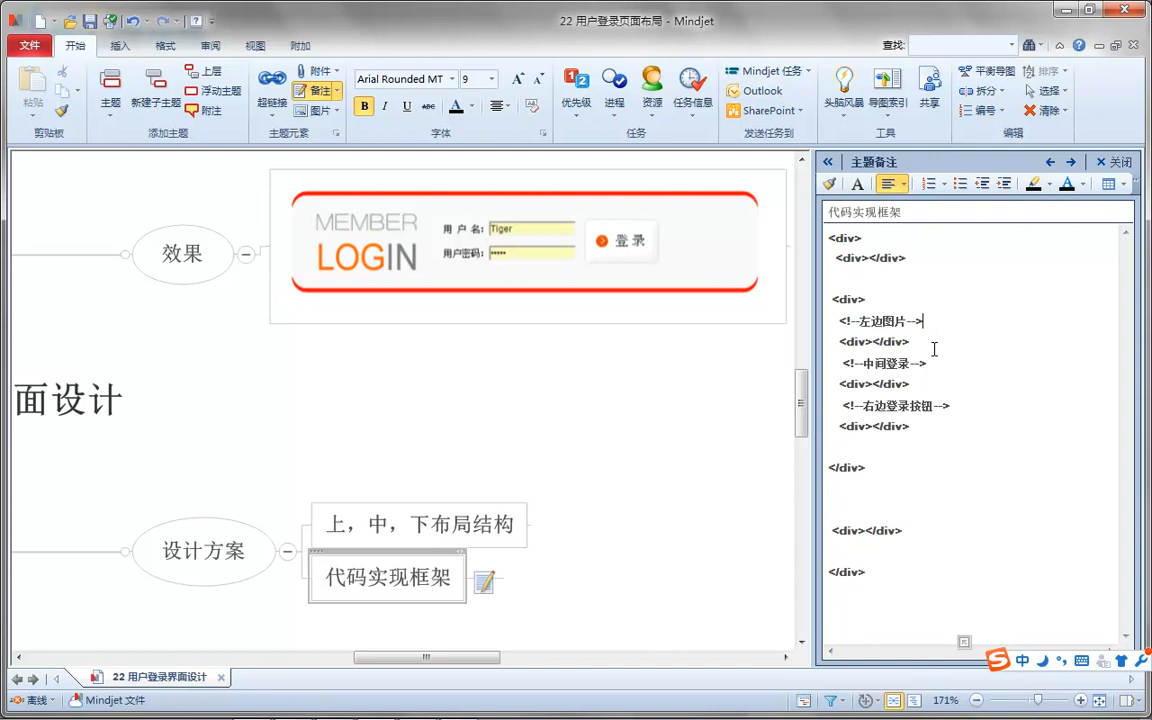 22 用户登录页面布局 - Mindjet
文件 开始 插入 格式 审阅 视图 附加 查找:
粘贴 主题 新建子主题 上层 浮动主题 附注 超链接 附件 备注 图片 Arial Rounded MT 9 优先级 进程 资源 任务信息 Mindjet 任务 Outlook SharePoint 头脑风暴 导图索引 共享 平衡导图 拆分 编号 排序 选择 清除
剪贴板 添加主题 主题元素 字体 任务 发送任务到 工具 编辑
效果
MEMBER
LOGIN
用 户 名: Tiger
用户密码: •••••
登 录
面设计
设计方案
上，中，下布局结构
代码实现框架
主题备注 关闭
代码实现框架
<div>
<div></div>
<div>
<!--左边图片-->
<div></div>
<!--中间登录-->
<div></div>
<!--右边登录按钮-->
<div></div>
</div>
<div></div>
</div>
中
22 用户登录界面设计
离线 Mindjet 文件 171%